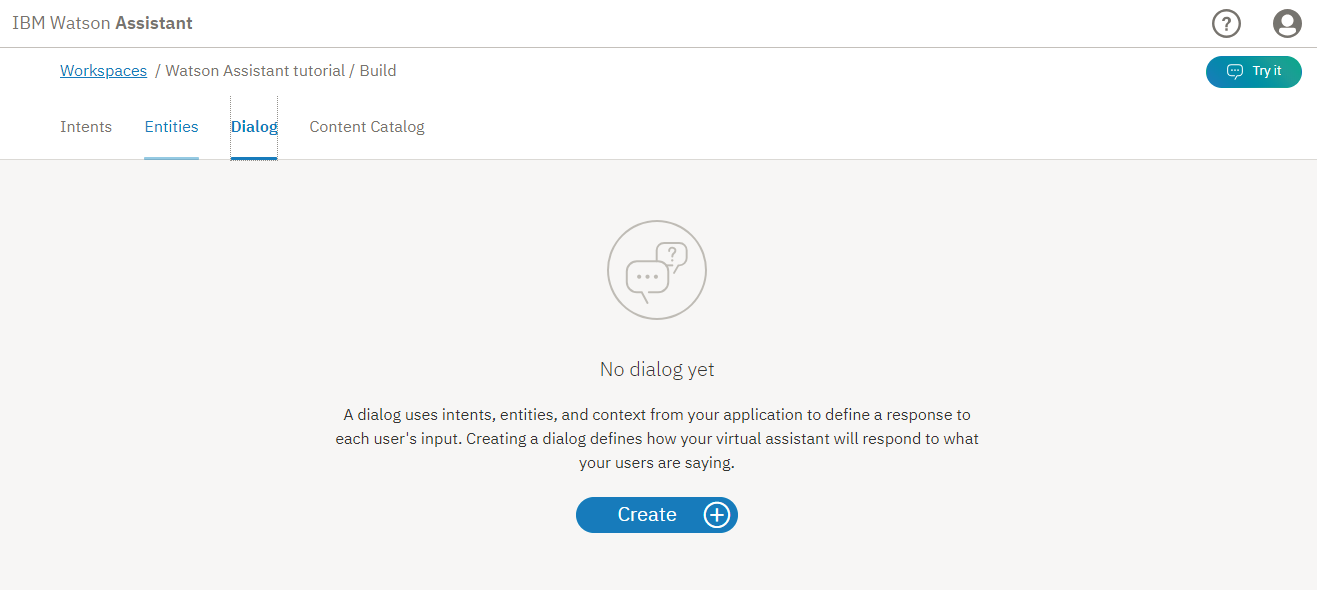 IBM Watson Assistant
?
Workspaces / Watson Assistant tutorial / Build
Try it
Intents Entities Dialog Content Catalog
?
No dialog yet
A dialog uses intents, entities, and context from your application to define a response to
each user's input. Creating a dialog defines how your virtual assistant will respond to what
your users are saying.
Create